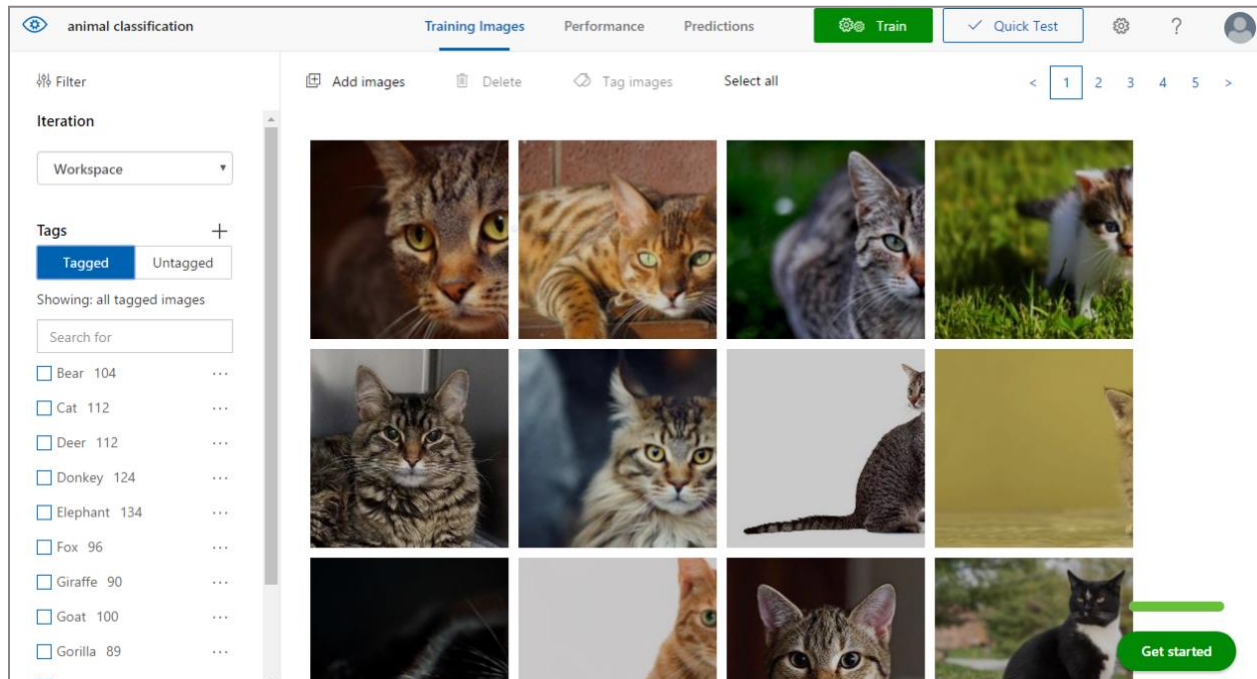 animal classification
Training Images
Performance
Predictions
Train
Quick Test
?
Filter
Add images
Delete
Tag images
Select all
< 1 2 3 4 5 >
Iteration
Workspace
Tags +
Tagged
Untagged
Showing: all tagged images
Search for
Bear 104 ...
Cat 112 ...
Deer 112 ...
Donkey 124 ...
Elephant 134 ...
Fox 96 ...
Giraffe 90 ...
Goat 100 ...
Gorilla 89 ...
Get started